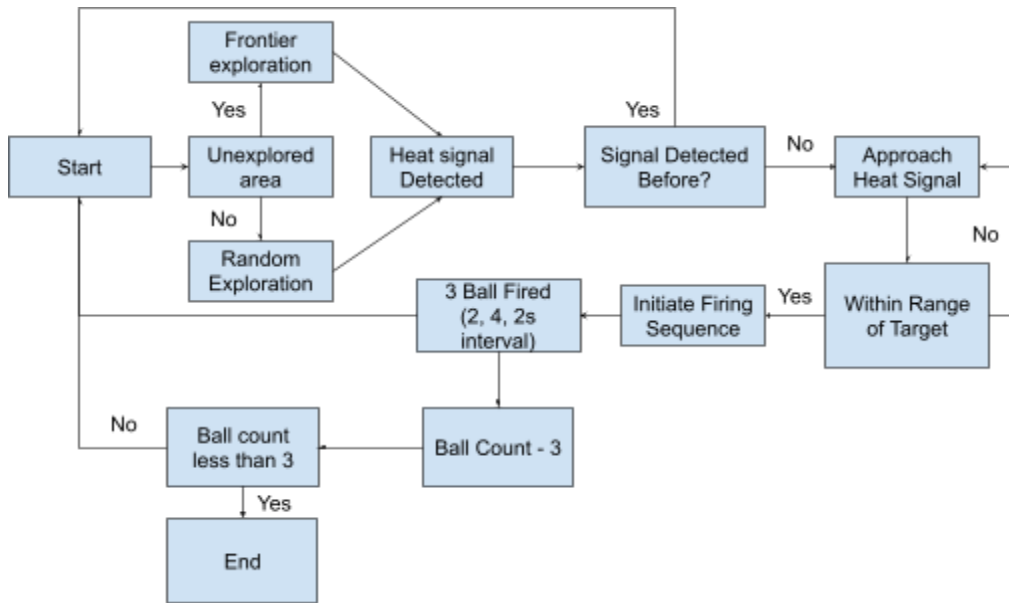 Frontier
exploration
Yes
Yes
Start
Unexplored
area
Heat signal
Detected
Signal Detected
Before?
No
Approach
Heat Signal
No
Random
Exploration
No
3 Ball Fired
(2, 4, 2s
interval)
Initiate Firing
Sequence
Yes
Within Range
of Target
No
Ball count
less than 3
Ball Count - 3
Yes
End